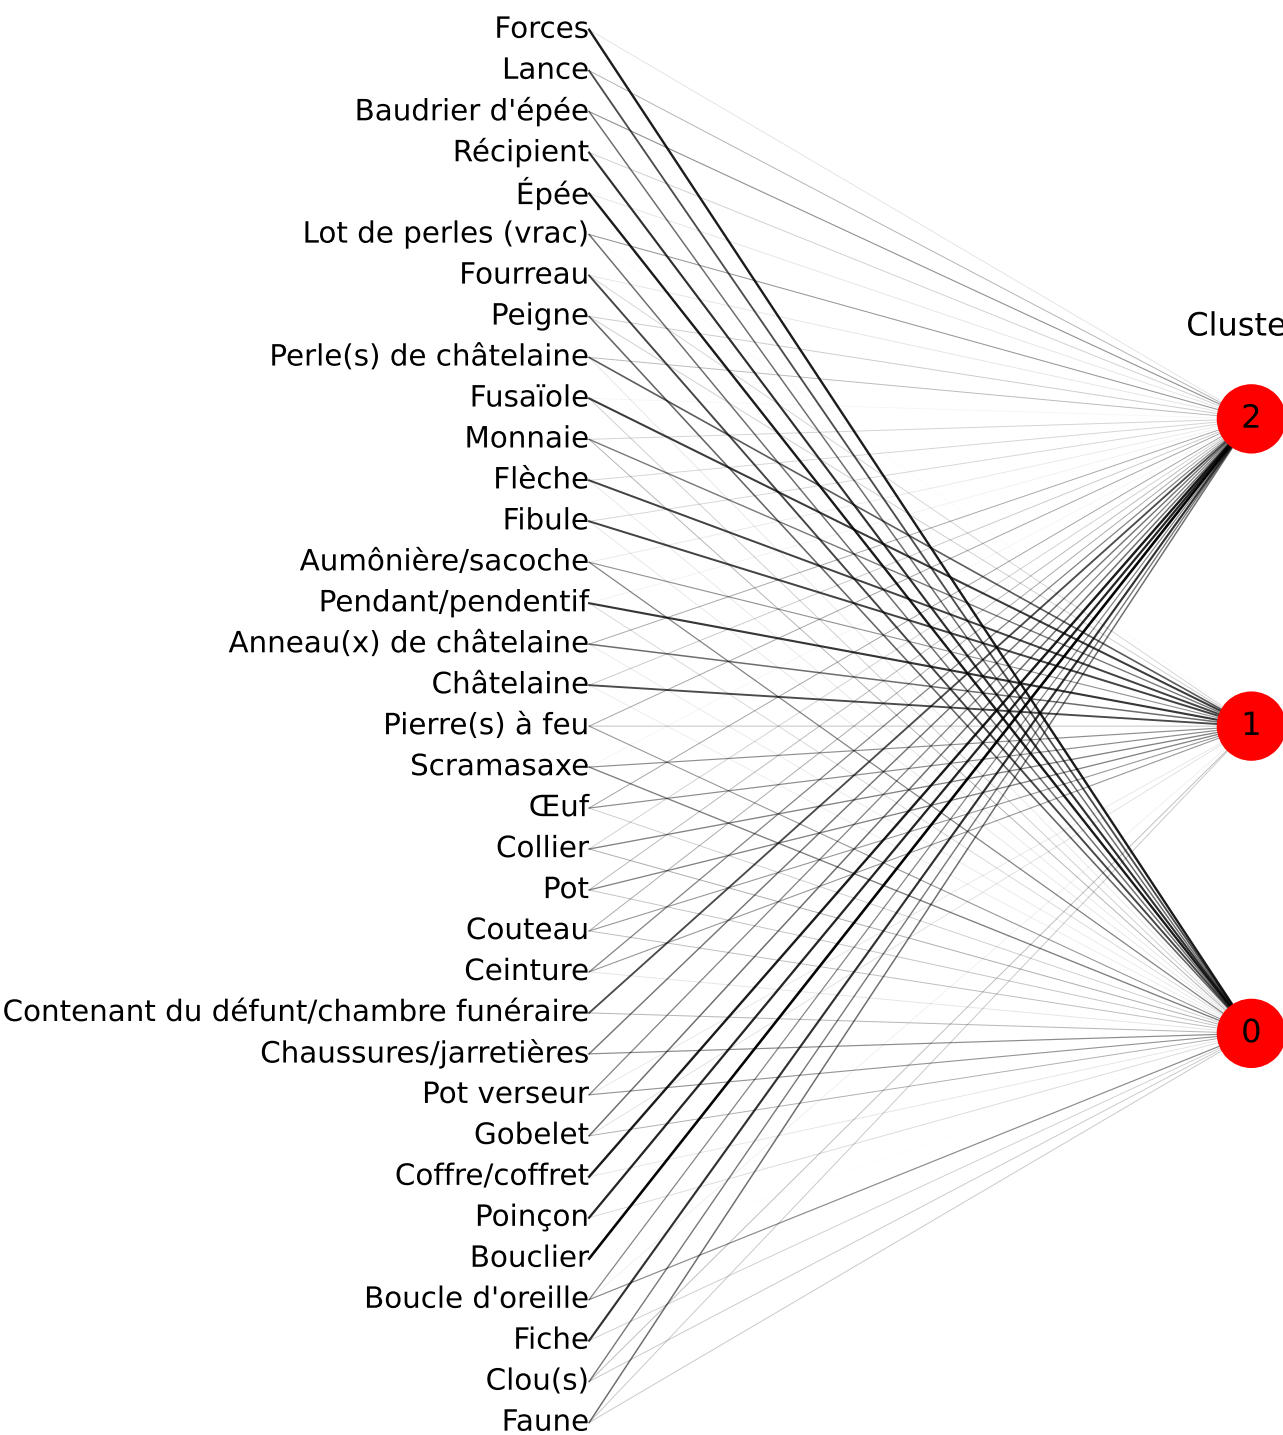 Forces
Lance
Baudrier d'épée
Récipient
Épée
Lot de perles (vrac)
Fourreau
Peigne
Perle(s) de châtelaine
Fusaïole
Monnaie
Flèche
Fibule
Aumônière/sacoche
Pendant/pendentif
Anneau(x) de châtelaine
Châtelaine
Pierre(s) à feu
Scramasaxe
Œuf
Collier
Pot
Couteau
Ceinture
Contenant du défunt/chambre funéraire
Chaussures/jarretières
Pot verseur
Gobelet
Coffre/coffret
Poinçon
Bouclier
Boucle d'oreille
Fiche
Clou(s)
Faune
Cluste
2
1
0